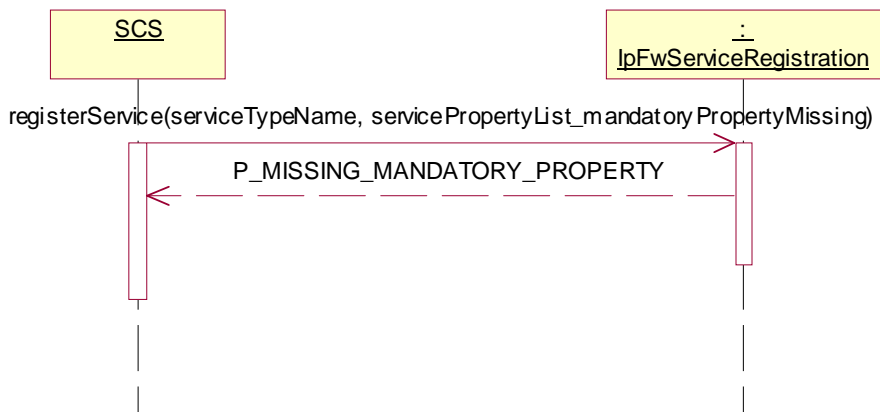 SCS
:
IpFwServiceRegistration
registerService(serviceTypeName, servicePropertyList_mandatoryPropertyMissing)
P_MISSING_MANDATORY_PROPERTY